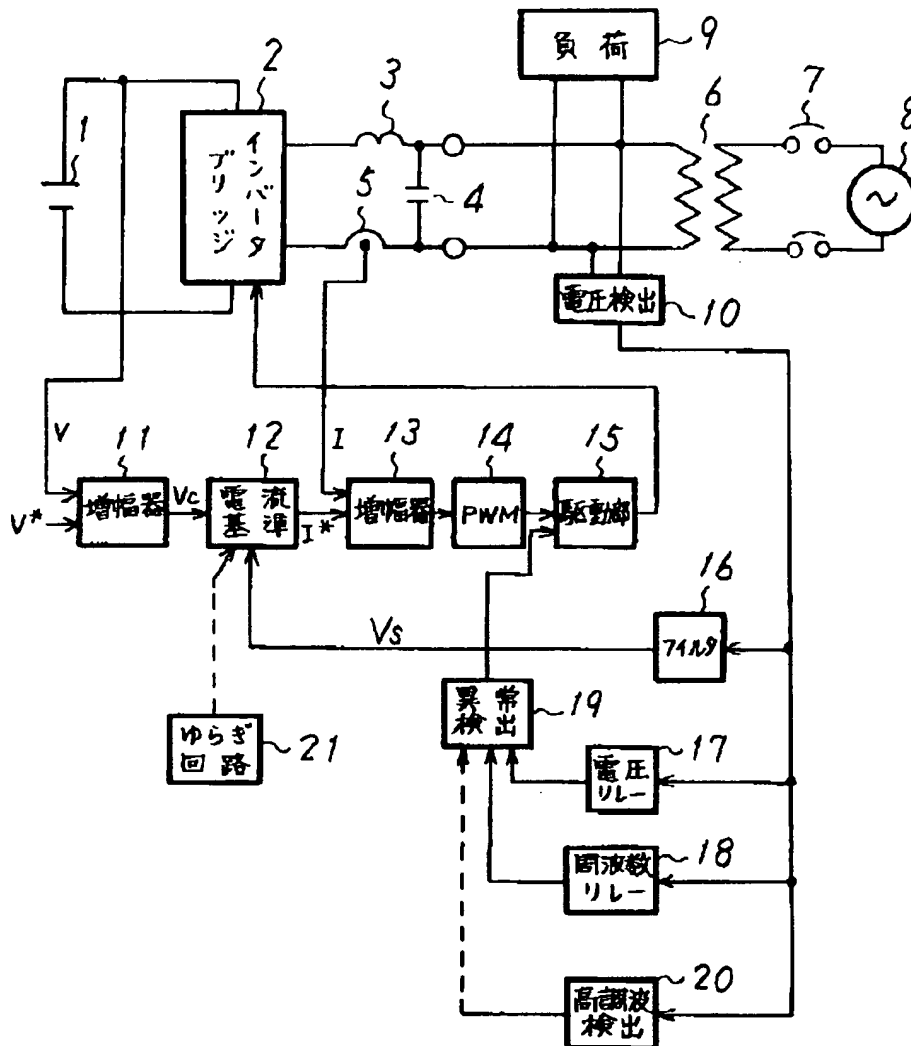 負荷
9
2
3
6
7
8
1
インバータ
ブリッジ
5
4
電圧検出
10
V
11
12
I
13
14
15
増幅器
Vc
電流
基準
I*
増幅器
PWM
駆動部
V*
16
Vs
フィルタ
異常
検出
19
ゆらぎ
回路
21
17
電圧
リレー
18
周波数
リレー
20
高調波
検出